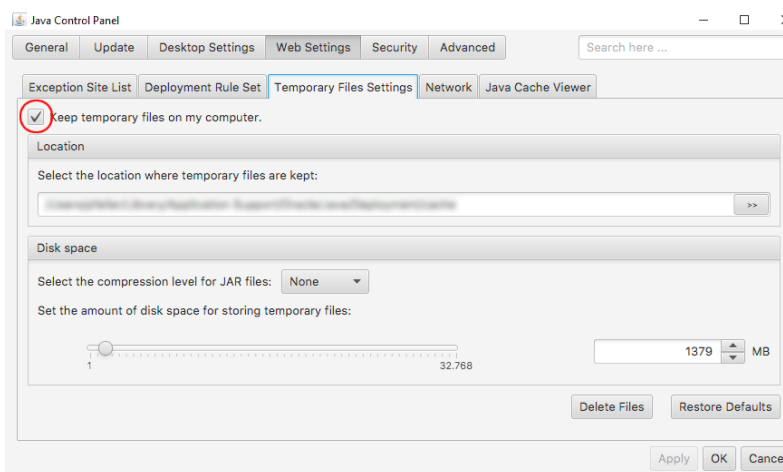 Java Control Panel
General Update Desktop Settings Web Settings Security Advanced Search here ...
Exception Site List Deployment Rule Set Temporary Files Settings Network Java Cache Viewer
Keep temporary files on my computer.
Location
Select the location where temporary files are kept:
>>
Disk space
Select the compression level for JAR files: None
Set the amount of disk space for storing temporary files:
1379 MB
1 32.768
Delete Files Restore Defaults
Apply OK Cance